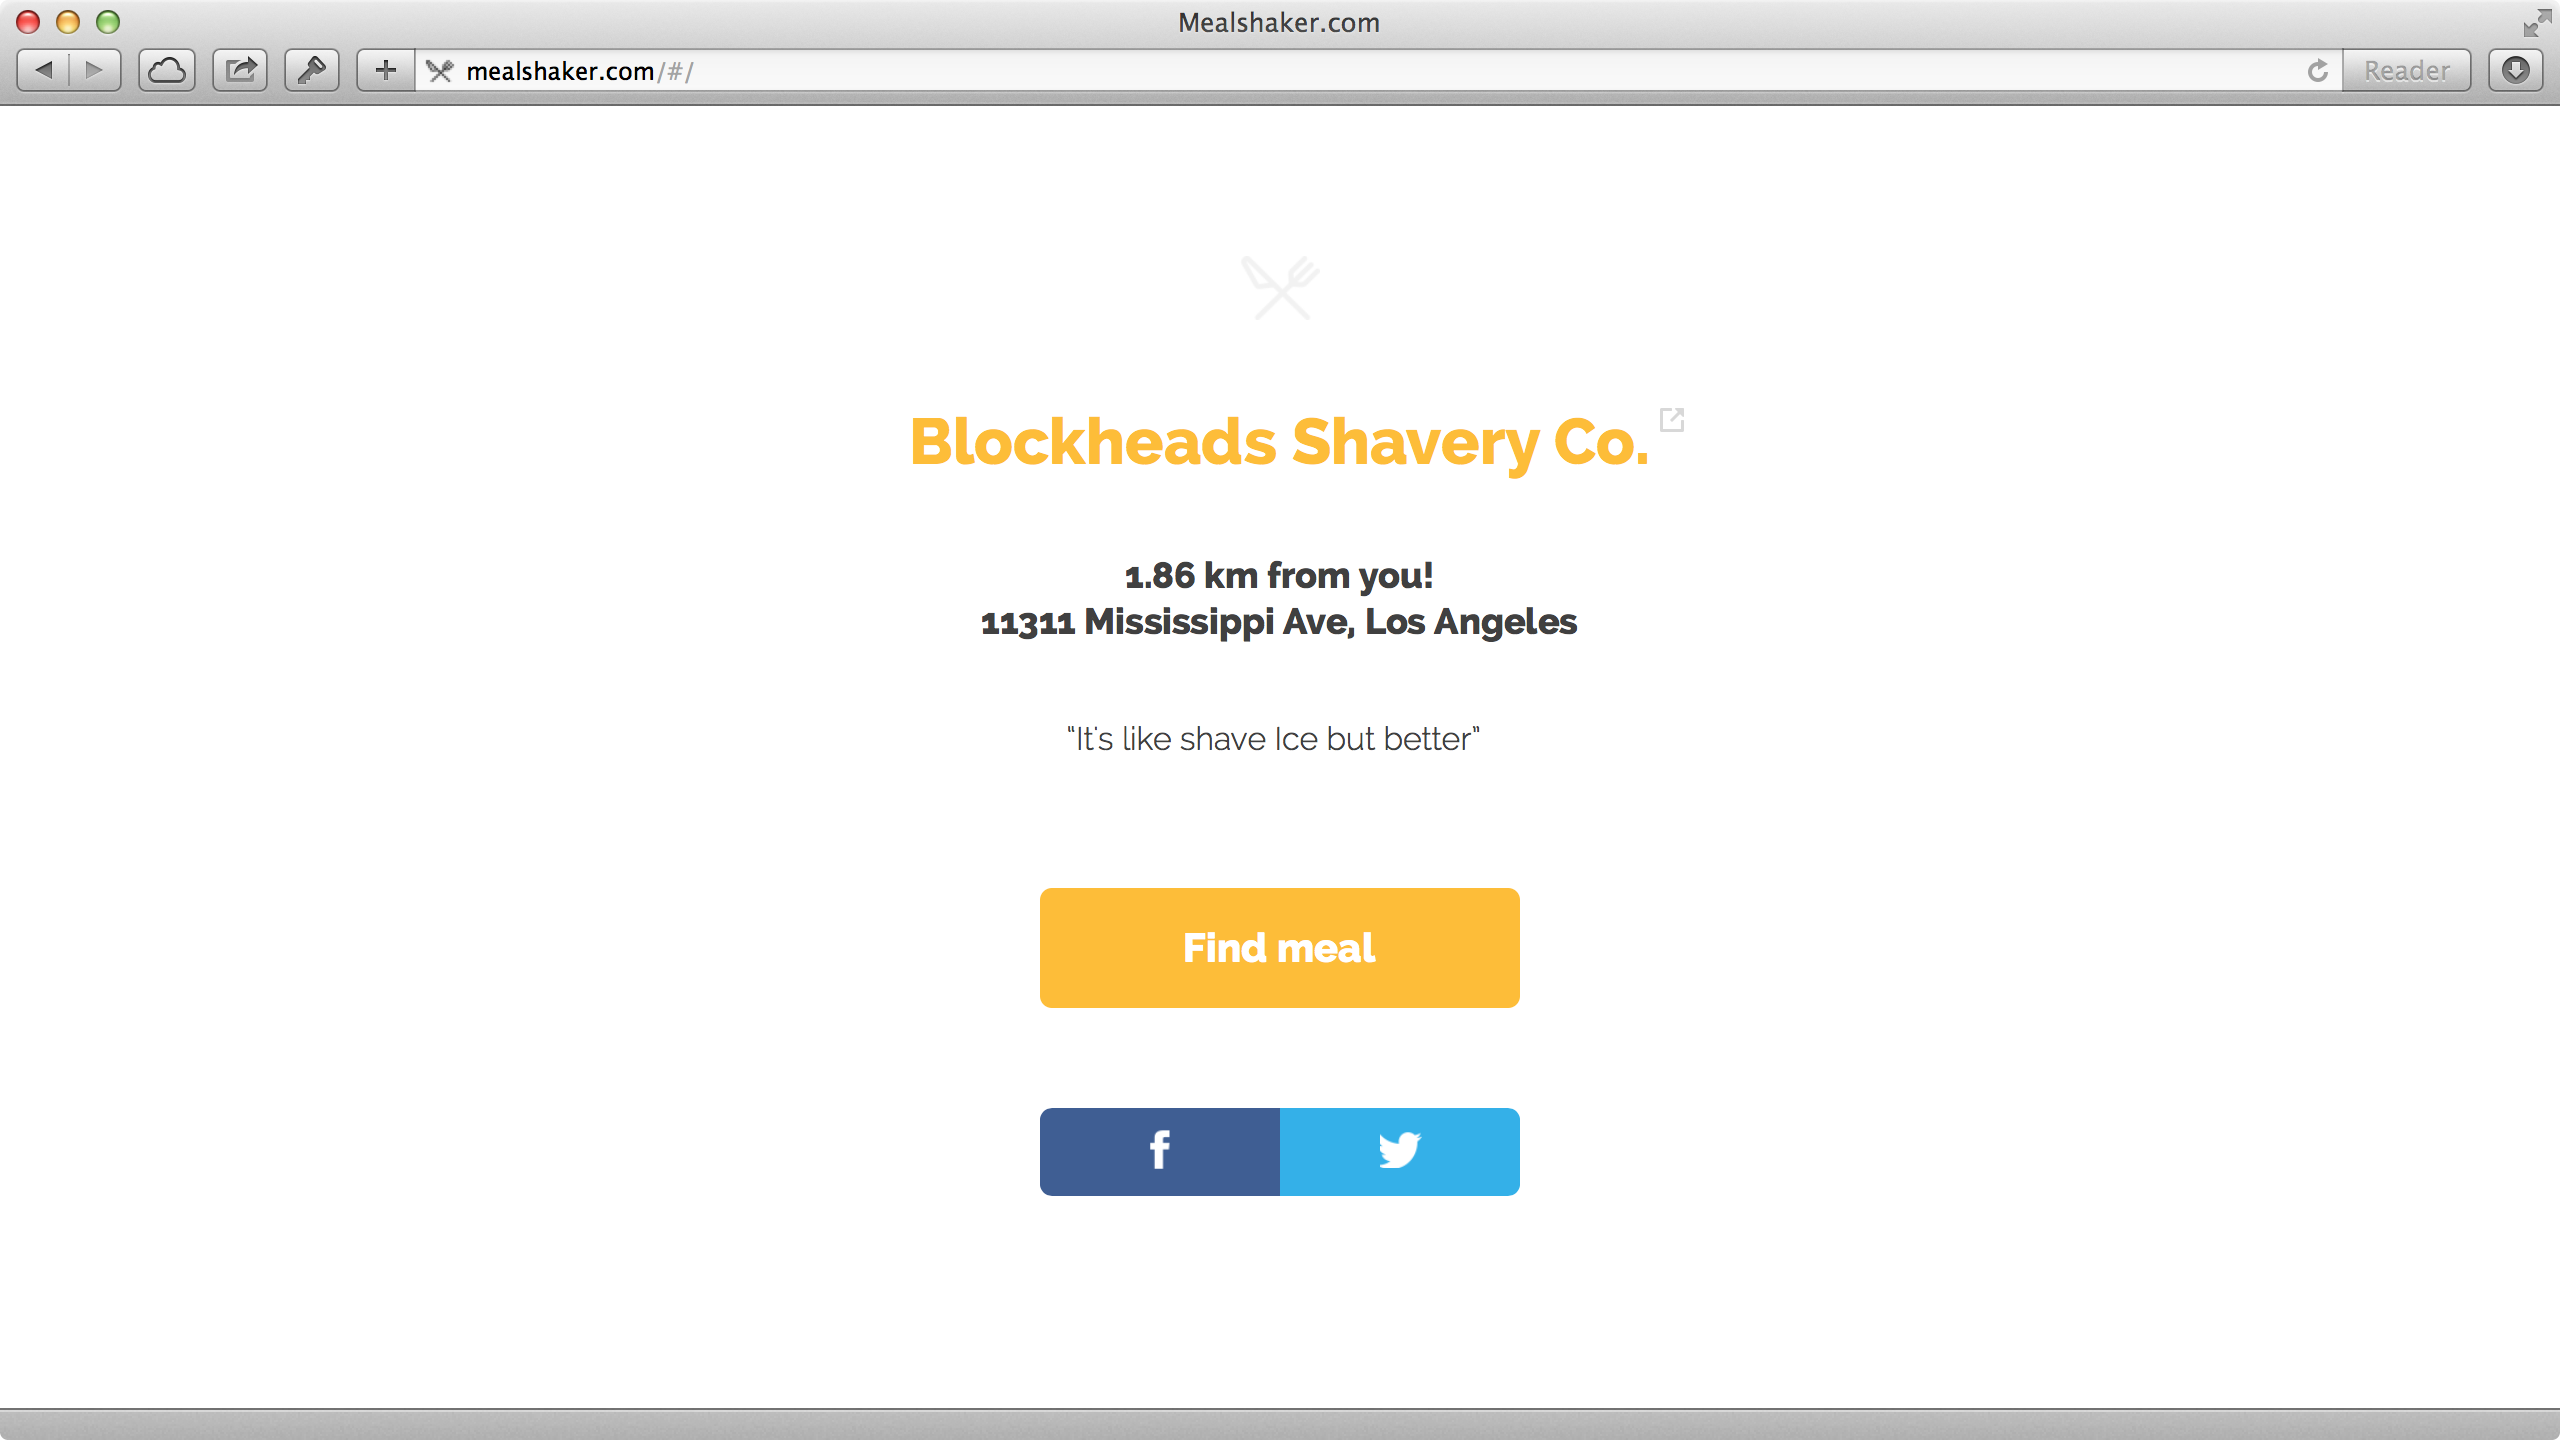 Mealshaker.com
mealshaker.com/#/
Reader
Blockheads Shavery Co.
1.86 km from you!
11311 Mississippi Ave, Los Angeles
“It's like shave Ice but better”
Find meal